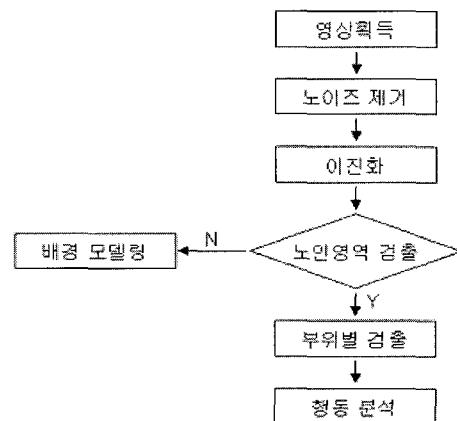 영상획득
노이즈 제거
이진화
노인영역 검출
N
배경 모델링
Y
부위별 검출
행동 분석